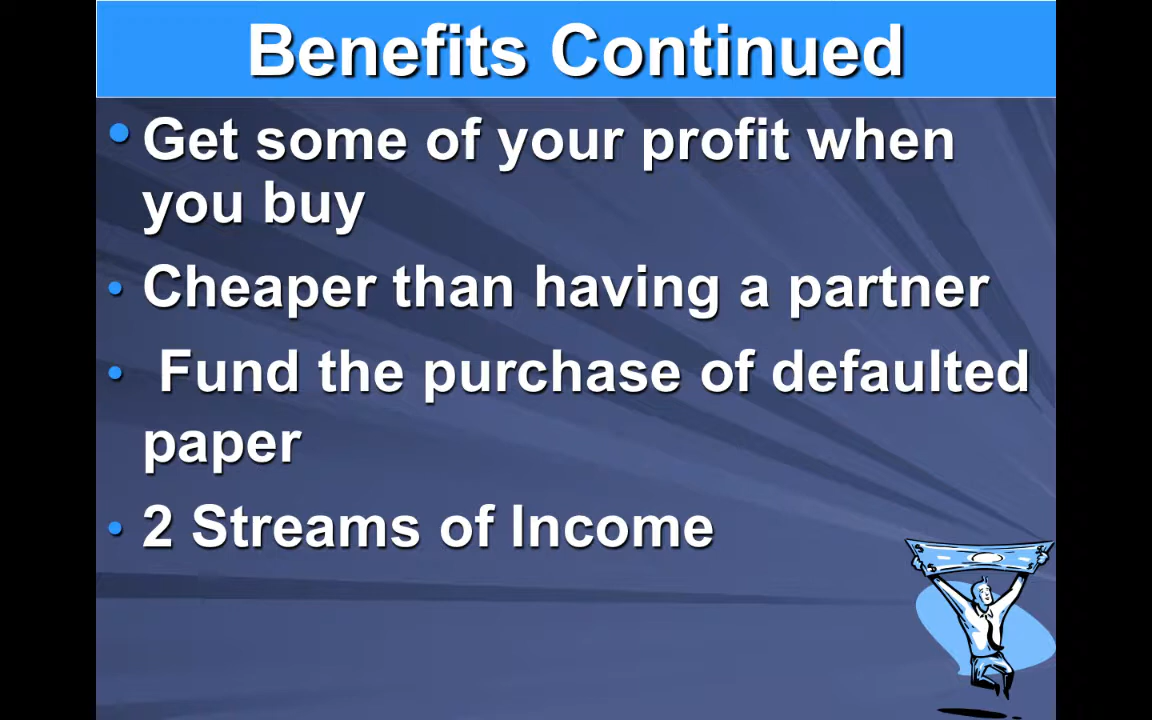 Benefits Continued
• Get some of your profit when
you buy
• Cheaper than having a partner
• Fund the purchase of defaulted
paper
• 2 Streams of Income